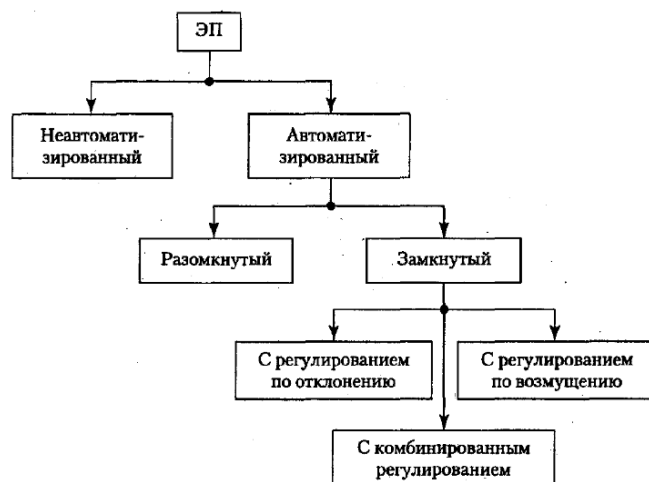 ЭП
Неавтомати-
зированный
Автомати-
зированный
Разомкнутый
Замкнутый
С регулированием
по отклонению
С регулированием
по возмущению
С комбинированным
регулированием